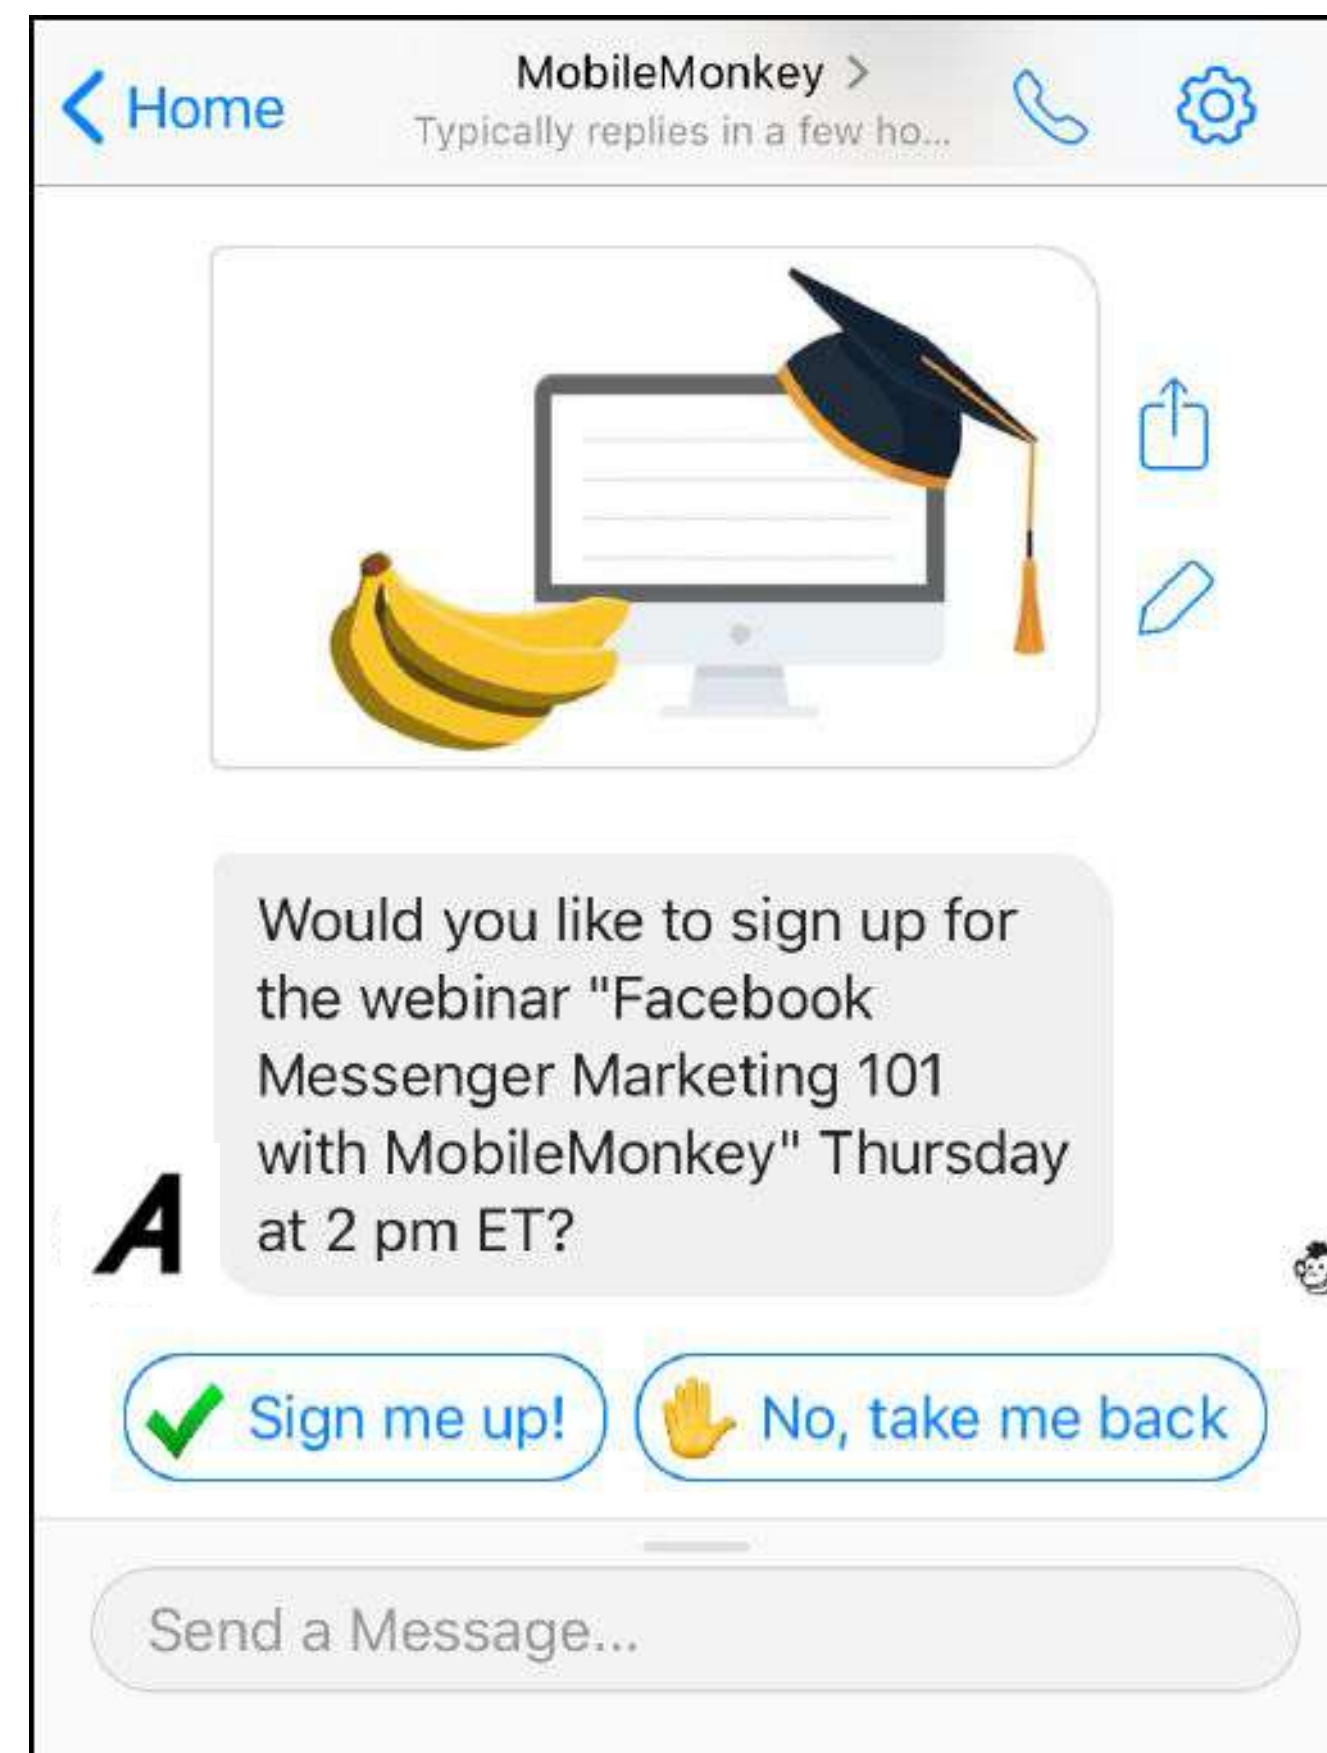 Home
MobileMonkey >
Typically replies in a few ho...
Would you like to sign up for
the webinar "Facebook
Messenger Marketing 101
with MobileMonkey" Thursday
at 2 pm ET?
A
Sign me up!
No, take me back
Send a Message...